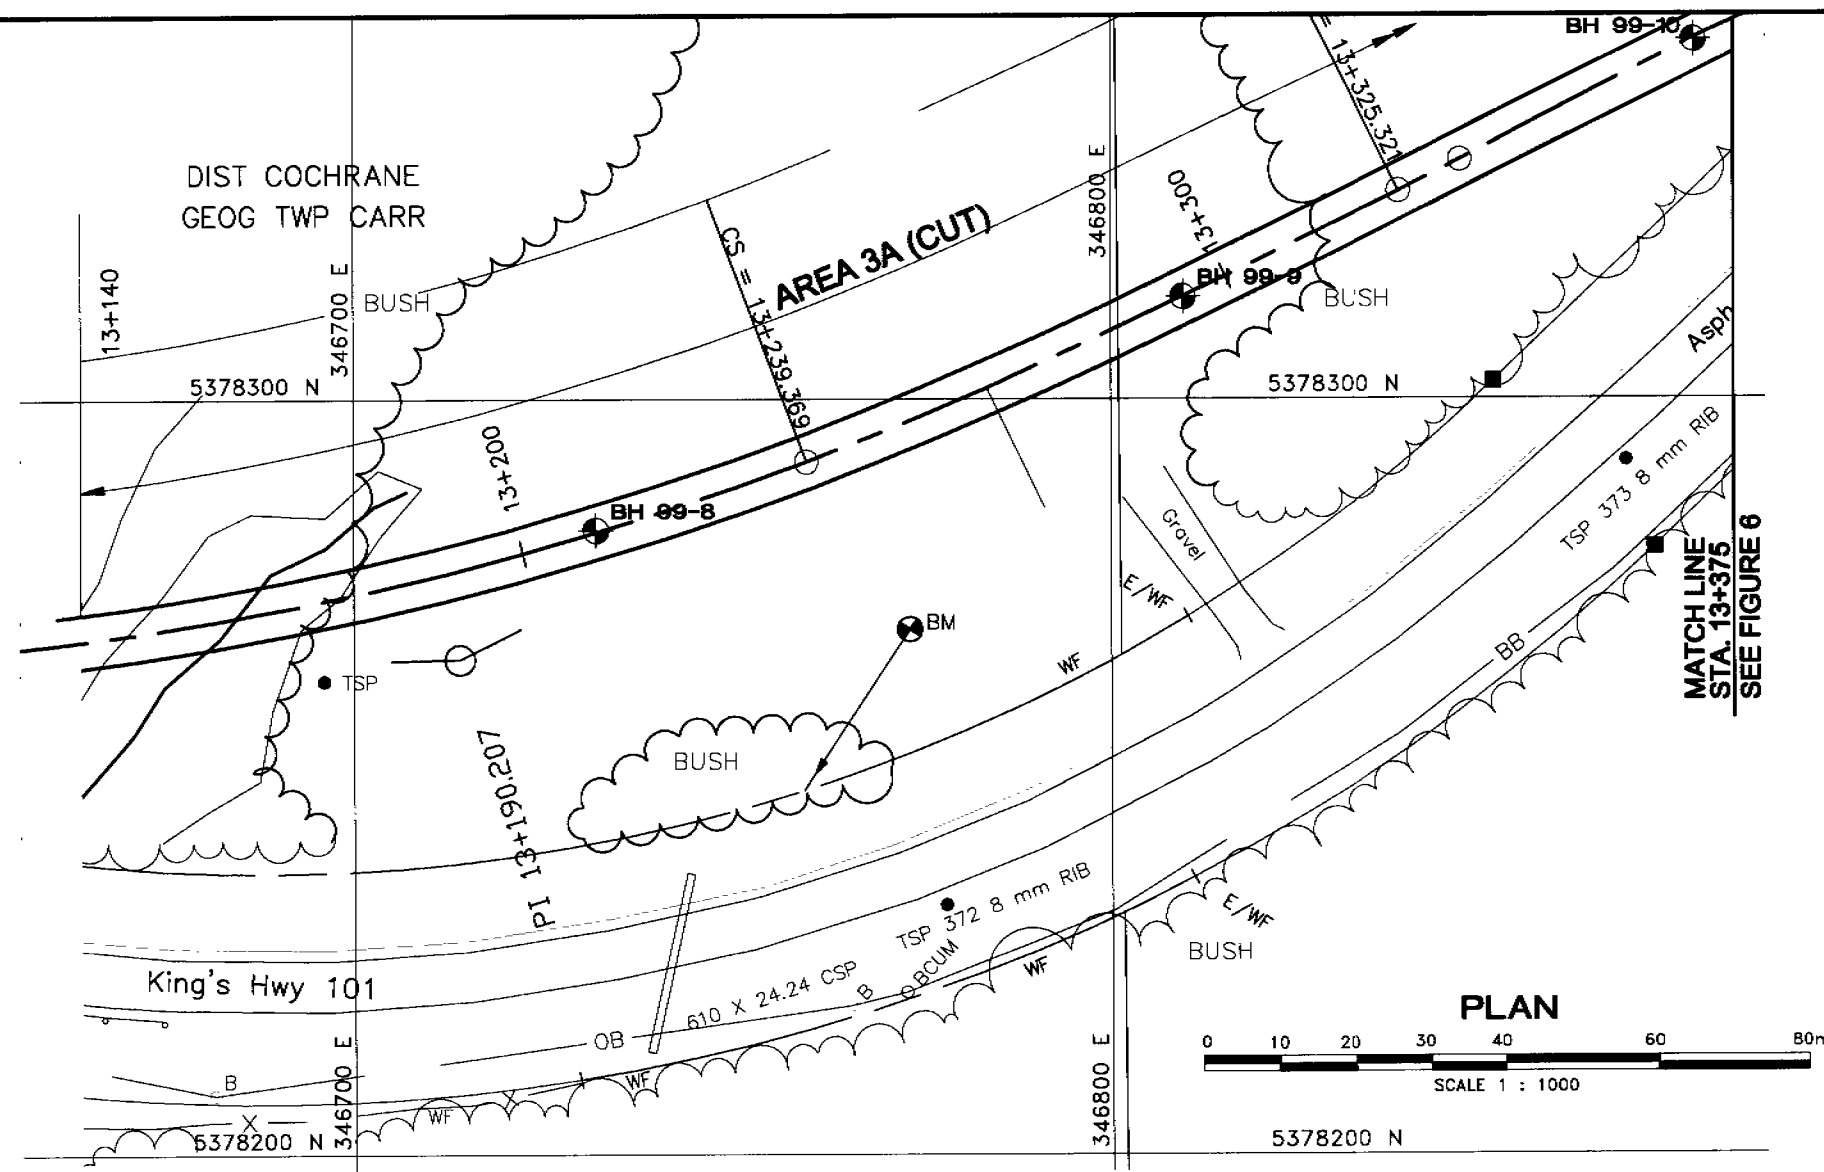 BH 99-10
= 13+325.321
DIST COCHRANE
GEOG TWP CARR
346800 E
13+300
AREA 3A (CUT)
CS = 13+239.369
13+140
346700 E
BUSH
BH 99-9
BUSH
Asph
5378300 N
5378300 N
13+200
BH 99-8
TSP 373 8 mm RIB
Gravel
E/WF
MATCH LINE
STA. 13+375
SEE FIGURE 6
BM
BB
WF
TSP
PI 13+190.207
BUSH
TSP 372 8 mm RIB
E/WF
BUSH
King's Hwy 101
610 X 24.24 CSP
B
O BCUM
WF
OB
PLAN
0 10 20 30 40 60 80m
SCALE 1 : 1000
B
WF
X
WF
X
346700 E
346800 E
5378200 N
5378200 N